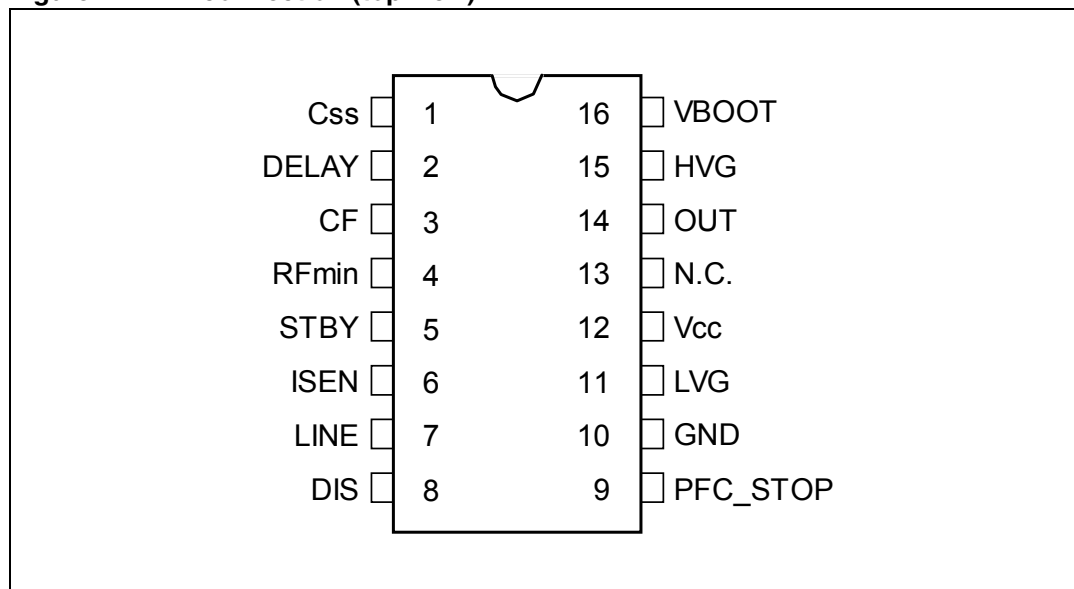 Css 1 16 VBOOT
DELAY 2 15 HVG
CF 3 14 OUT
RFmin 4 13 N.C.
STBY 5 12 Vcc
ISEN 6 11 LVG
LINE 7 10 GND
DIS 8 9 PFC_STOP